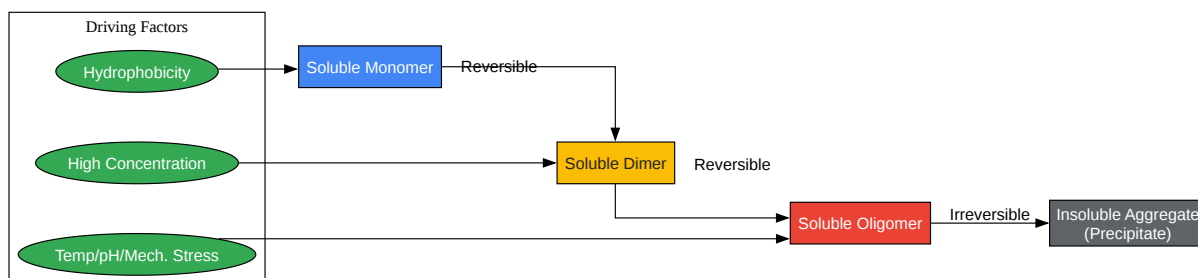 Driving Factors
Hydrophobicity
Soluble Monomer
Reversible
High Concentration
Soluble Dimer
Reversible
Temp/pH/Mech. Stress
Soluble Oligomer
Irreversible
Insoluble Aggregate
(Precipitate)